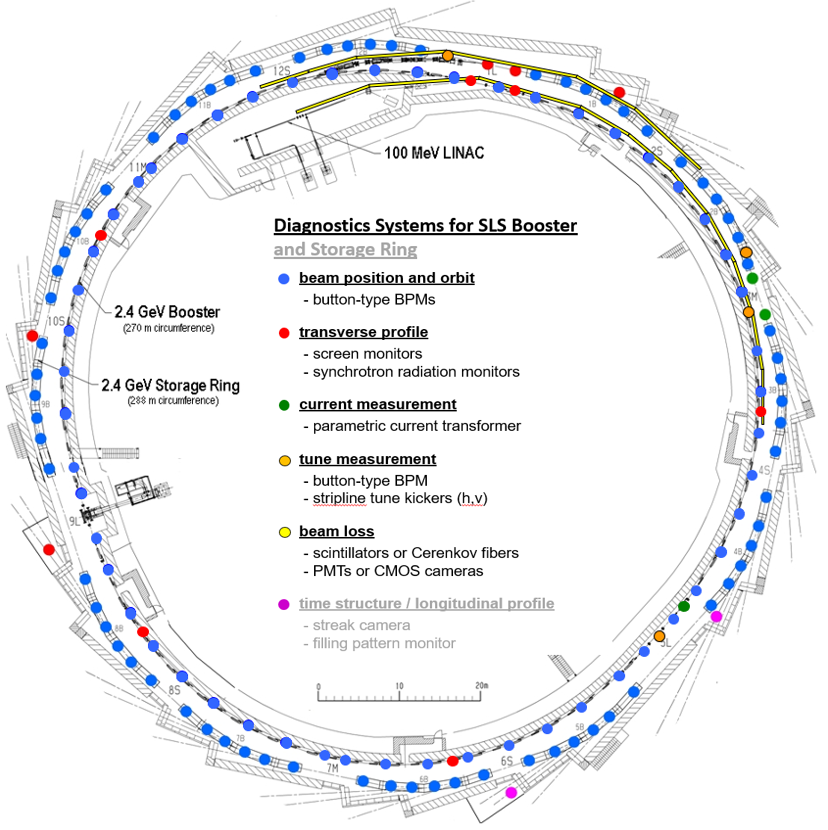 12S
1L
11B
1B
100 MeV LINAC
2S
11M
Diagnostics Systems for SLS Booster
and Storage Ring
2B
10B
beam position and orbit
- button-type BPMs
2.4 GeV Booster
(270 m circumference)
10S
transverse profile
- screen monitors
- synchrotron radiation monitors
2.4 GeV Storage Ring
(288 m circumference)
3B
9B
current measurement
- parametric current transformer
tune measurement
- button-type BPM
- stripline tune kickers (h,v)
4S
9L
beam loss
- scintillators or Cerenkov fibers
- PMTs or CMOS cameras
4B
time structure / longitudinal profile
- streak camera
- filling pattern monitor
8B
8S
0 10 20m
5B
7B
7M
6S
6B